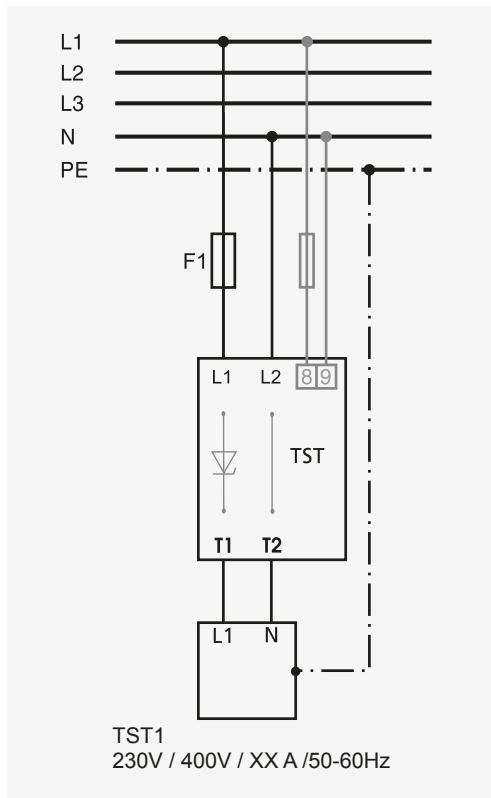 L1
L2
L3
N
PE
F1
L1 L2 8 9
TST
T1 T2
L1 N
TST1
230V / 400V / XX A /50-60Hz